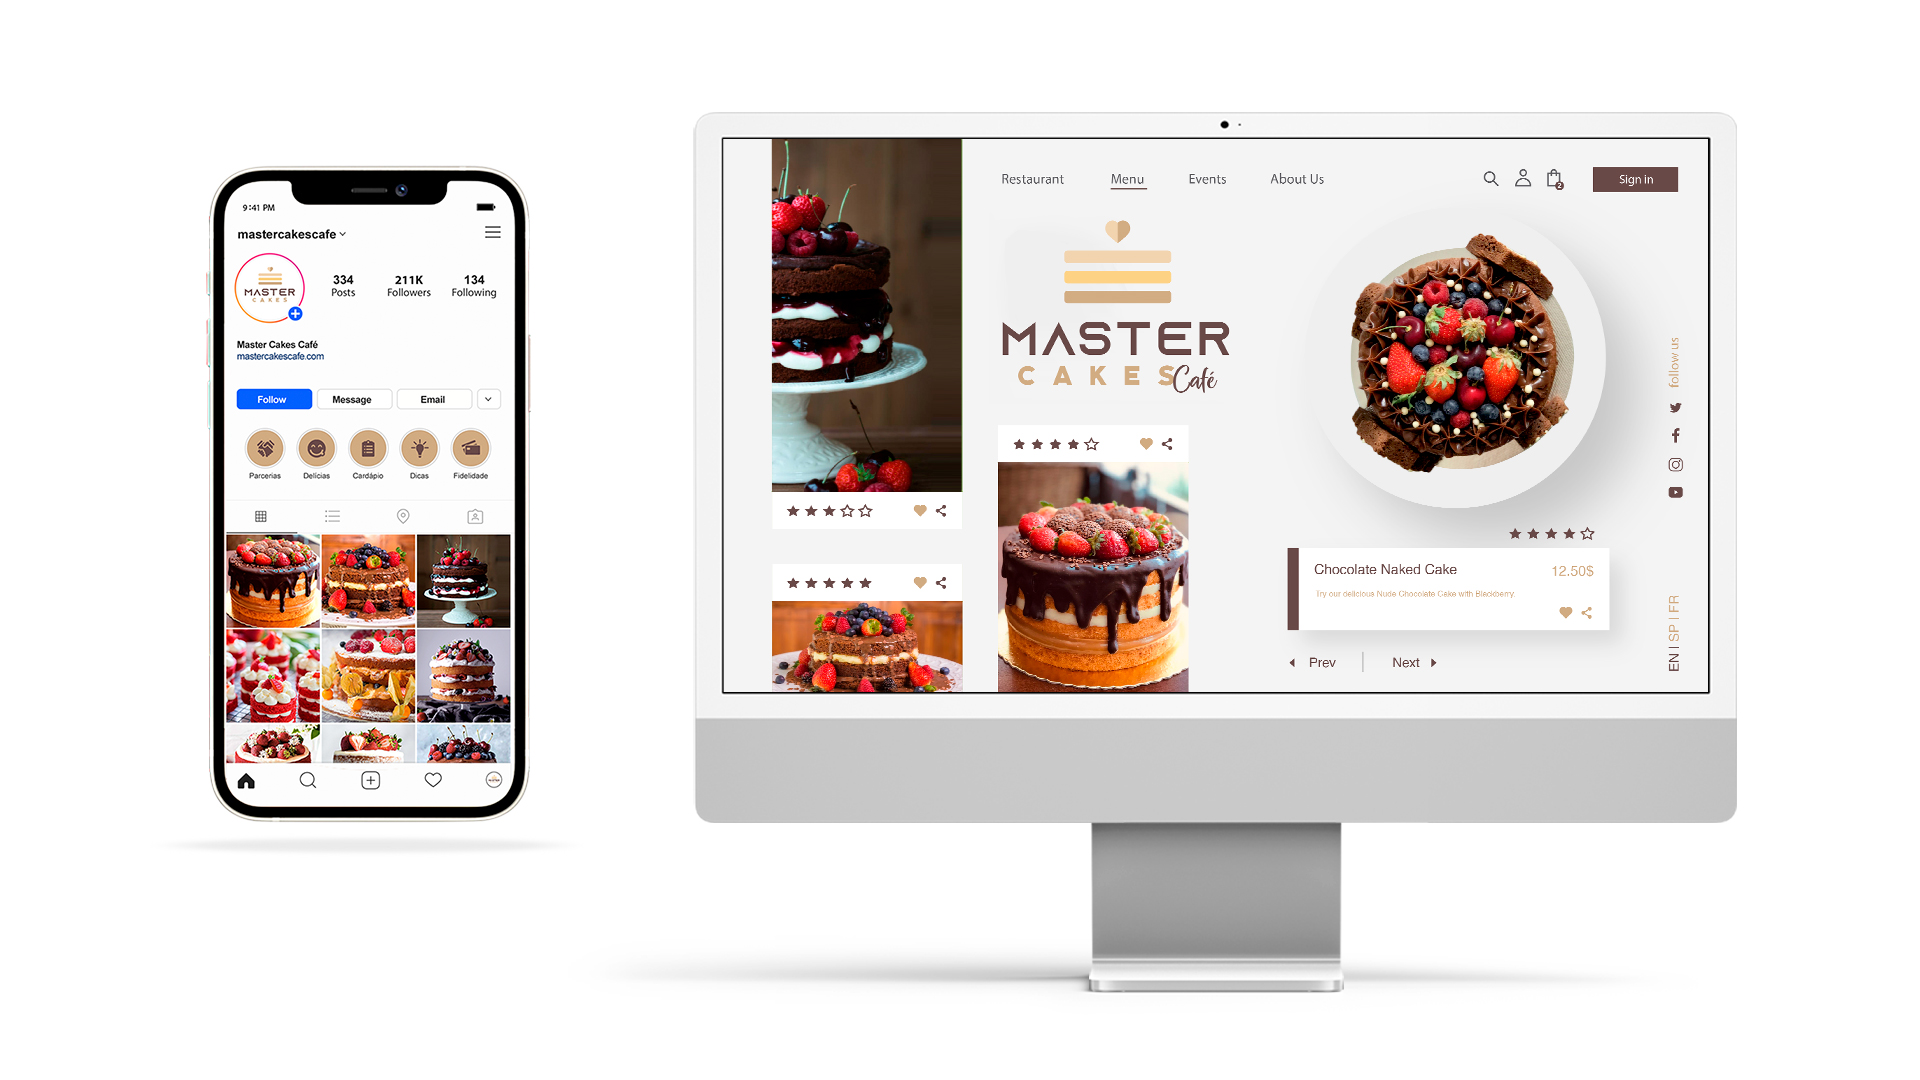 9:41 PM
mastercakescafe
MASTER
CAKES
334
Posts
211K
Followers
134
Following
Master Cakes Café
mastercakescafe.com
Follow
Message
Email
Parcerias
Delícias
Cardápio
Dicas
Fidelidade
Restaurant
Menu
Events
About Us
2
Sign in
MASTER
CAKES Café
follow us
Chocolate Naked Cake
12.50$
Try our delicious Nude Chocolate Cake with Blackberry.
Prev
Next
EN | SP | FR